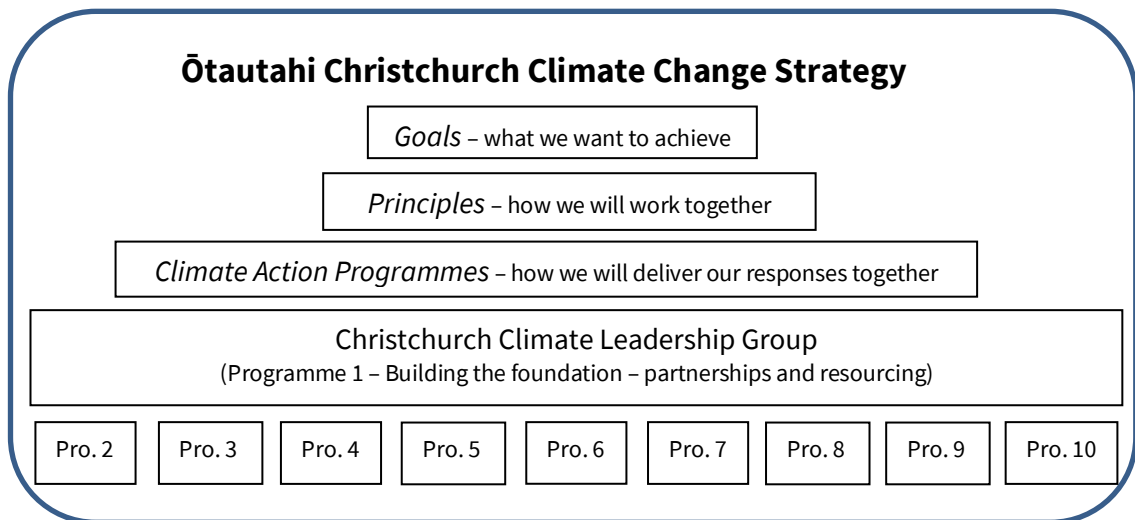 Ōtautahi Christchurch Climate Change Strategy
Goals – what we want to achieve
Principles – how we will work together
Climate Action Programmes – how we will deliver our responses together
Christchurch Climate Leadership Group
(Programme 1 – Building the foundation – partnerships and resourcing)
Pro. 2 Pro. 3 Pro. 4 Pro. 5 Pro. 6 Pro. 7 Pro. 8 Pro. 9 Pro. 10